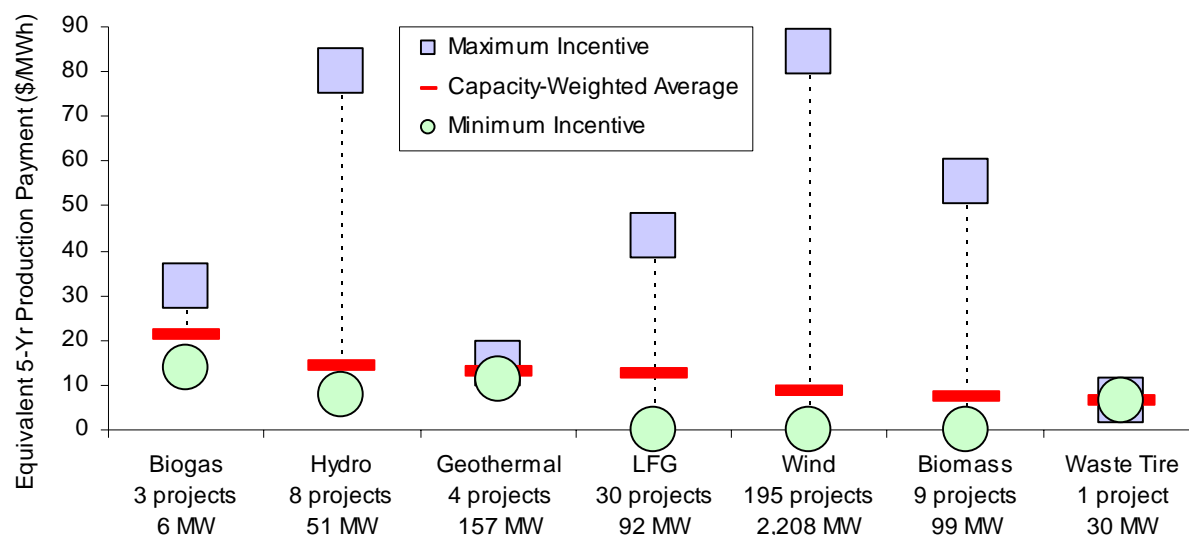 Equivalent 5-Yr Production Payment ($/MWh)
90
80
70
60
50
40
30
20
10
0
Maximum Incentive
Capacity-Weighted Average
Minimum Incentive
Biogas
3 projects
6 MW
Hydro
8 projects
51 MW
Geothermal
4 projects
157 MW
LFG
30 projects
92 MW
Wind
195 projects
2,208 MW
Biomass
9 projects
99 MW
Waste Tire
1 project
30 MW